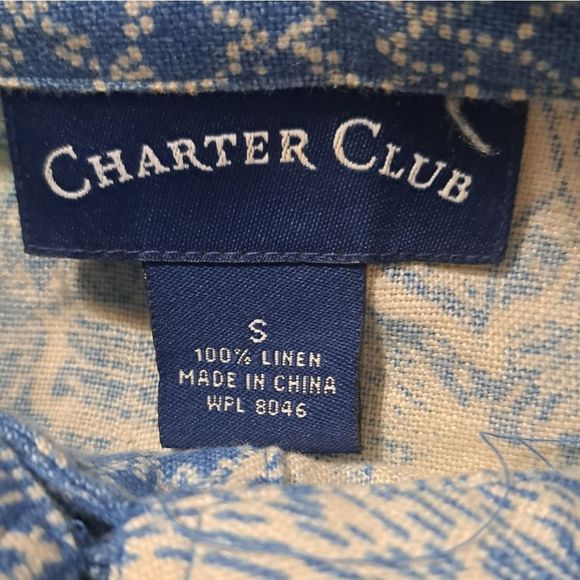 CHARTER CLUB
S
100% LINEN
MADE IN CHINA
WPL 8046